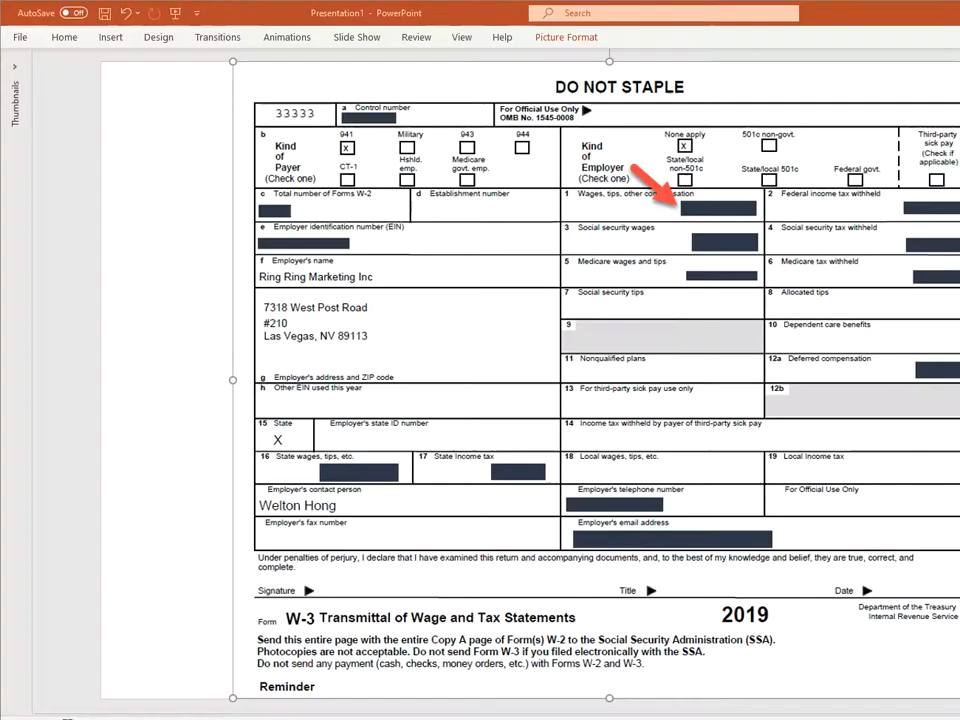 AutoSave Off Presentation1 - PowerPoint Search
File Home Insert Design Transitions Animations Slide Show Review View Help Picture Format
Thumbnails
DO NOT STAPLE
33333 a Control number For Official Use Only
OMB No. 1545-0008
b Kind of Payer (Check one)
941 Military 943 944
X
CT-1 Hshld. emp. Medicare govt. emp.
Kind of Employer (Check one)
None apply 501c non-govt.
X
State/local non-501c State/local 501c Federal govt.
Third-party sick pay (Check if applicable)
c Total number of Forms W-2 d Establishment number
1 Wages, tips, other 2 Federal income tax withheld
e Employer identification number (EIN)
3 Social security wages 4 Social security tax withheld
f Employer's name
Ring Ring Marketing Inc
5 Medicare wages and tips 6 Medicare tax withheld
7318 West Post Road
#210
Las Vegas, NV 89113
7 Social security tips 8 Allocated tips
9 10 Dependent care benefits
11 Nonqualified plans 12a Deferred compensation
g Employer's address and ZIP code
h Other EIN used this year 13 For third-party sick pay use only 12b
15 State Employer's state ID number 14 Income tax withheld by payer of third-party sick pay
X
16 State wages, tips, etc. 17 State Income tax 18 Local wages, tips, etc. 19 Local Income tax
Employer's contact person Employer's telephone number For Official Use Only
Welton Hong
Employer's fax number Employer's email address
Under penalties of perjury, I declare that I have examined this return and accompanying documents, and, to the best of my knowledge and belief, they are true, correct, and
complete.
Signature Title Date
Form W-3 Transmittal of Wage and Tax Statements 2019 Department of the Treasury
Internal Revenue Service
Send this entire page with the entire Copy A page of Form(s) W-2 to the Social Security Administration (SSA).
Photocopies are not acceptable. Do not send Form W-3 if you filed electronically with the SSA.
Do not send any payment (cash, checks, money orders, etc.) with Forms W-2 and W-3.
Reminder